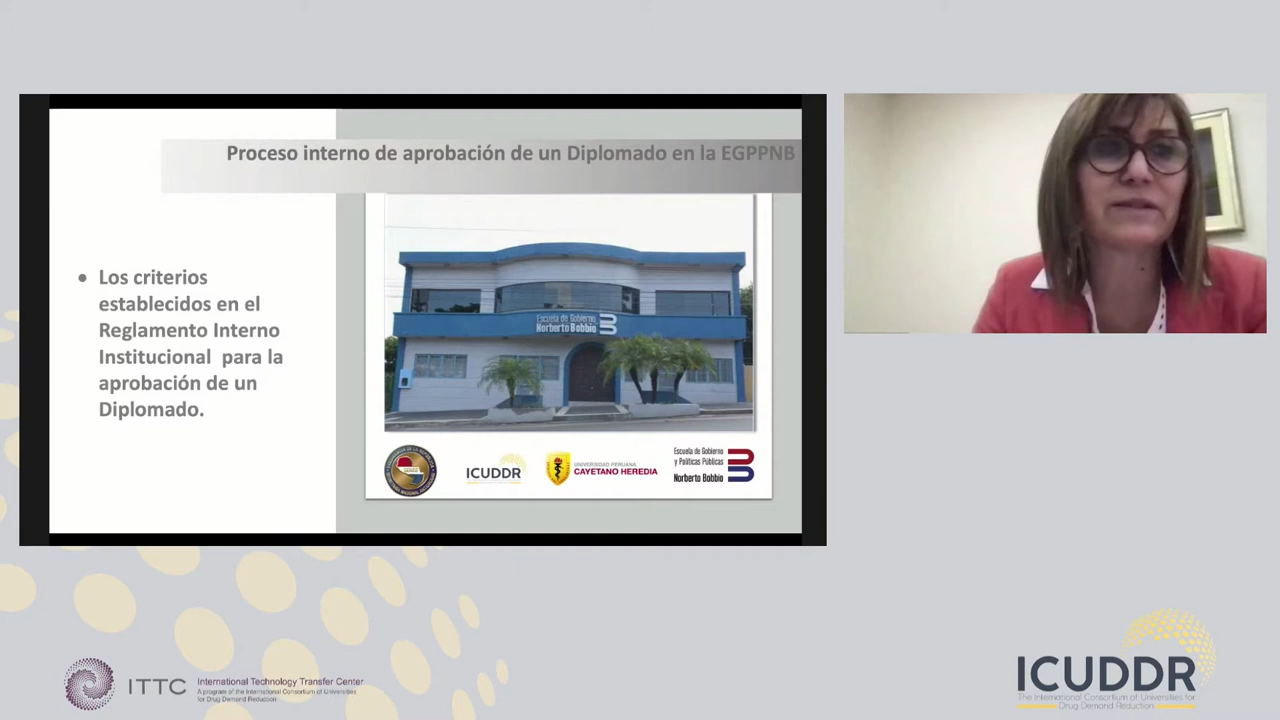 Proceso interno de aprobación de un Diplomado en la EGPPNB
• Los criterios
establecidos en el
Reglamento Interno
Institucional para la
aprobación de un
Diplomado.
Escuela de Gobierno
Norberto Bobbio
ICUDDR
UNIVERSIDAD PERUANA
CAYETANO HEREDIA
Escuela de Gobierno
y Políticas Públicas
Norberto Bobbio
ITTC
International Technology Transfer Center
A program of the International Consortium of Universities
for Drug Demand Reduction
ICUDDR
The International Consortium of Universities for
Drug Demand Reduction